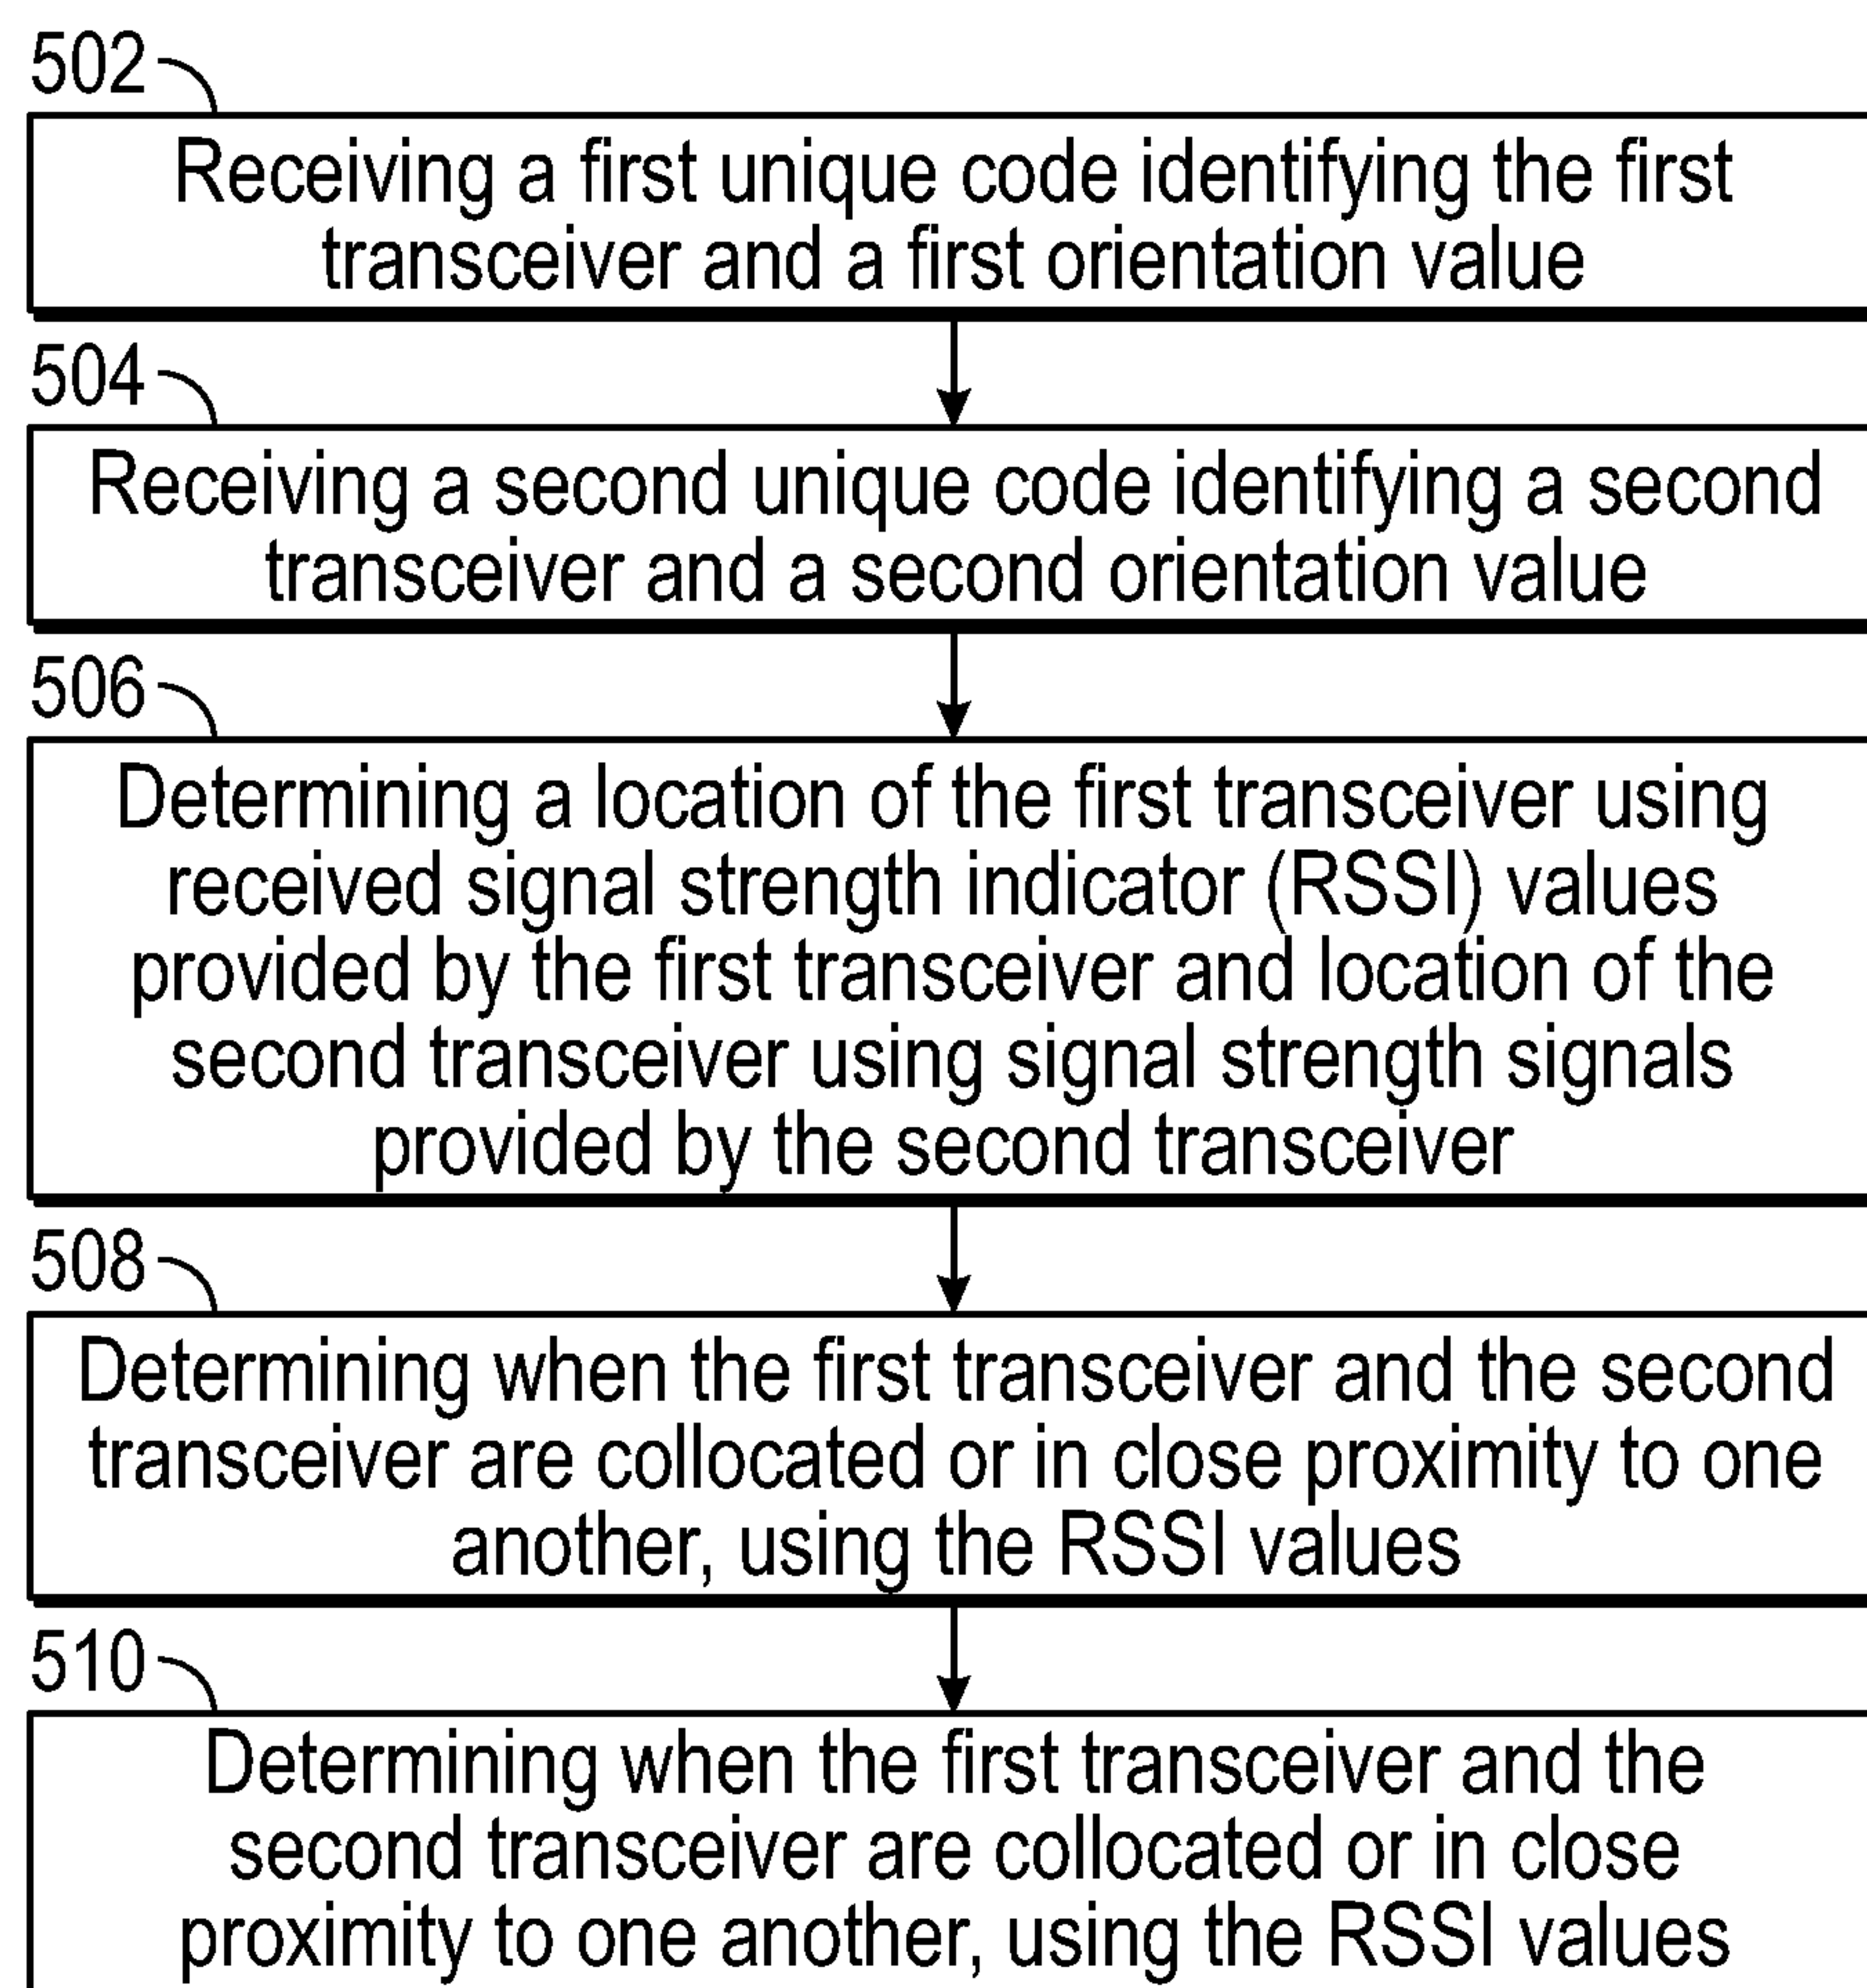 502
Receiving a first unique code identifying the first
transceiver and a first orientation value
504
Receiving a second unique code identifying a second
transceiver and a second orientation value
506
Determining a location of the first transceiver using
received signal strength indicator (RSSI) values
provided by the first transceiver and location of the
second transceiver using signal strength signals
provided by the second transceiver
508
Determining when the first transceiver and the second
transceiver are collocated or in close proximity to one
another, using the RSSI values
510
Determining when the first transceiver and the
second transceiver are collocated or in close
proximity to one another, using the RSSI values